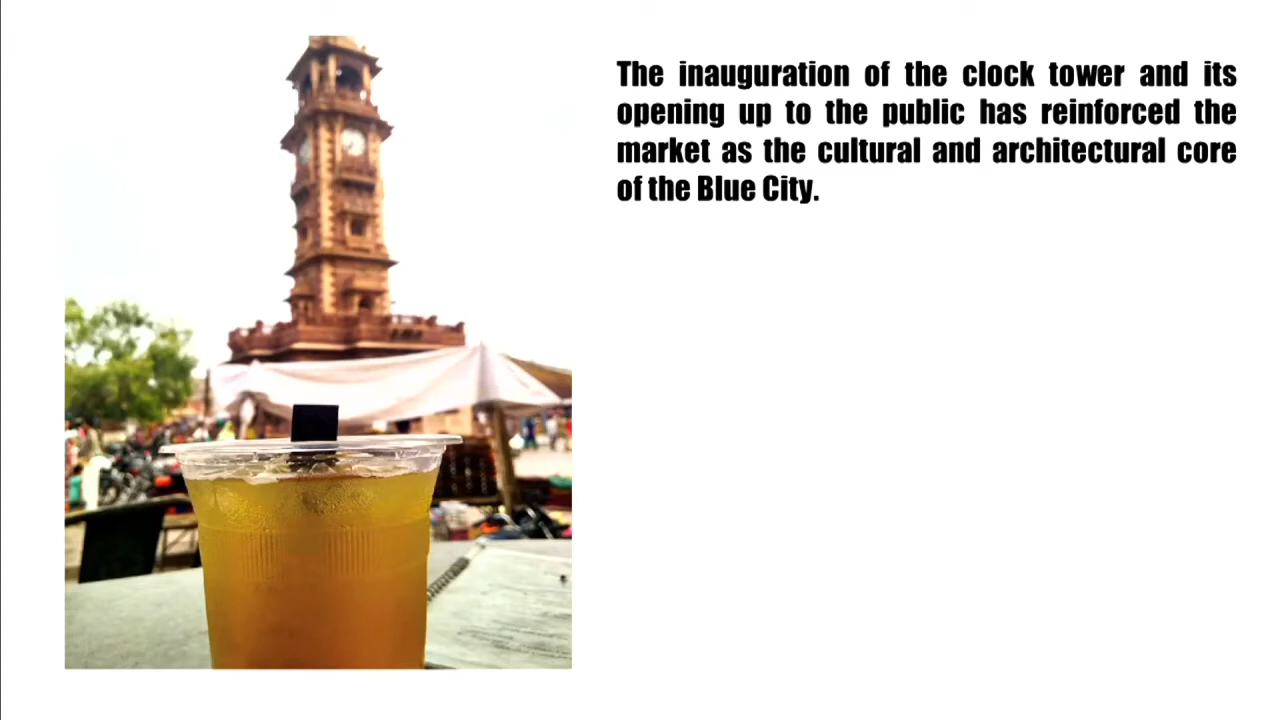 The inauguration of the clock tower and its
opening up to the public has reinforced the
market as the cultural and architectural core
of the Blue City.